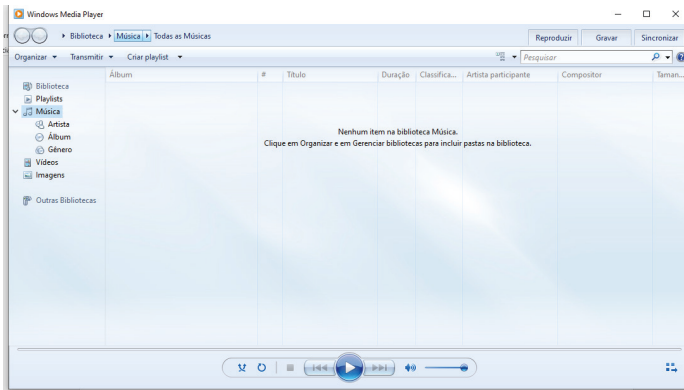 Windows Media Player
Biblioteca Música Todas as Músicas
Reproduzir Gravar Sincronizar
Organizar Transmitir Criar playlist Pesquisar
Álbum # Título Duração Classifica... Artista participante Compositor Taman...
Biblioteca
Playlists
Música
Artista
Álbum
Gênero
Vídeos
Imagens
Outras Bibliotecas
Nenhum item na biblioteca Música.
Clique em Organizar e em Gerenciar bibliotecas para incluir pastas na biblioteca.